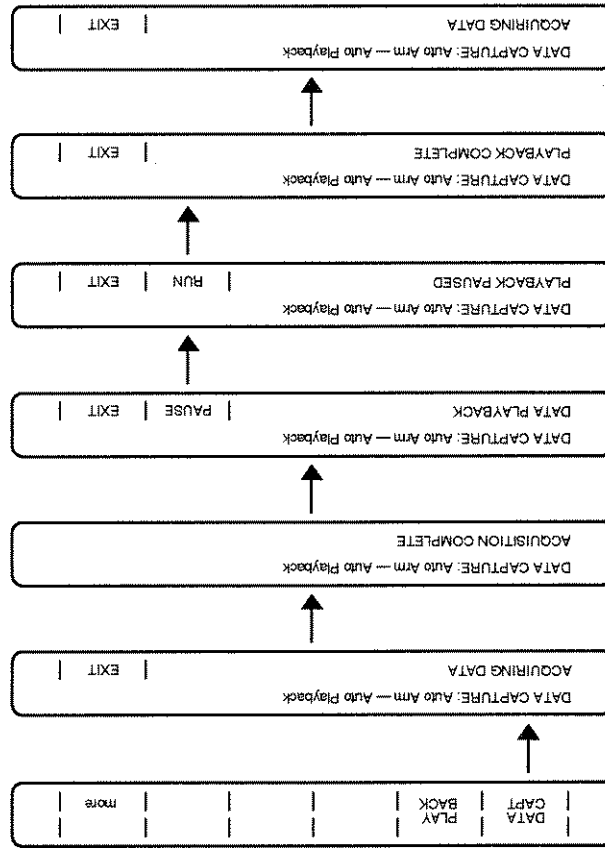 DATA PLAY
CAPT BACK more
DATA CAPTURE: Auto Arm — Auto Playback
ACQUIRING DATA EXIT
DATA CAPTURE: Auto Arm — Auto Playback
ACQUISITION COMPLETE
DATA CAPTURE: Auto Arm — Auto Playback
DATA PLAYBACK PAUSE EXIT
DATA CAPTURE: Auto Arm — Auto Playback
PLAYBACK PAUSED RUN EXIT
DATA CAPTURE: Auto Arm — Auto Playback
PLAYBACK COMPLETE EXIT
DATA CAPTURE: Auto Arm — Auto Playback
ACQUIRING DATA EXIT